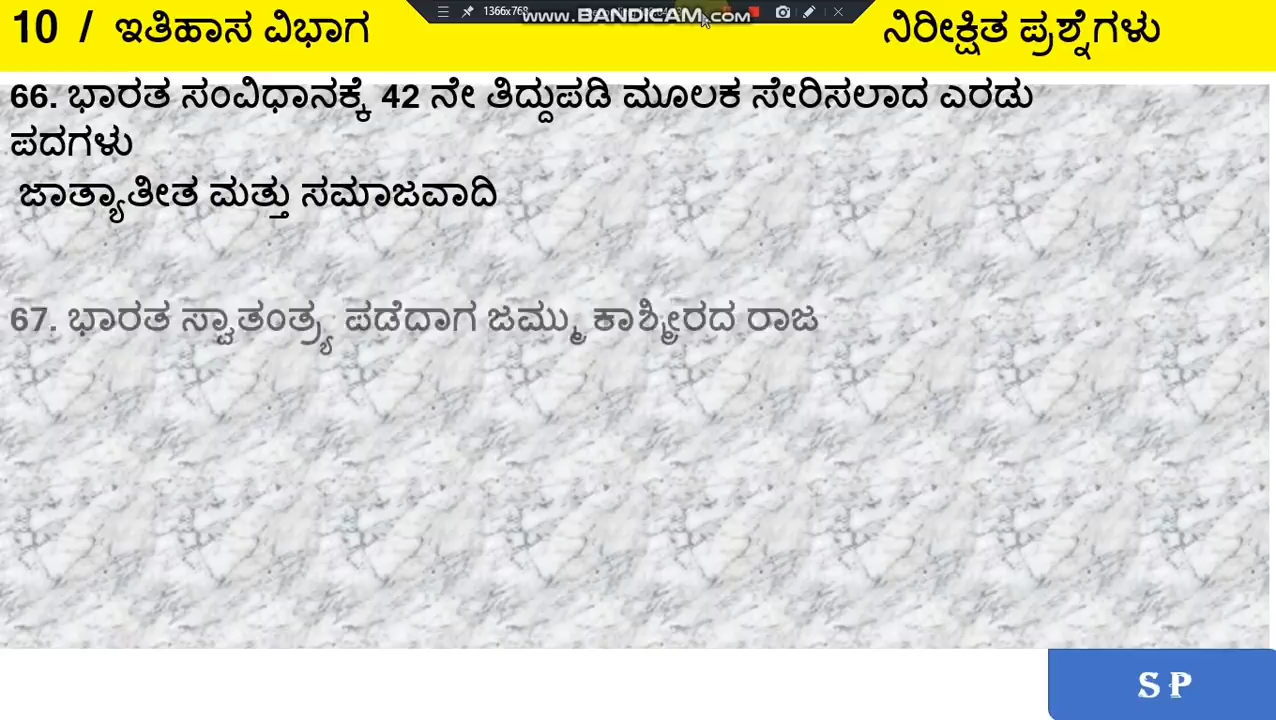 1366x768
www.BANDICAM.COM
10 / ಇತಿಹಾಸ ವಿಭಾಗ ನಿರೀಕ್ಷಿತ ಪ್ರಶ್ನೆಗಳು
66. ಭಾರತ ಸಂವಿಧಾನಕ್ಕೆ 42 ನೇ ತಿದ್ದುಪಡಿ ಮೂಲಕ ಸೇರಿಸಲಾದ ಎರಡು
ಪದಗಳು
ಜಾತ್ಯಾತೀತ ಮತ್ತು ಸಮಾಜವಾದಿ
67. ಭಾರತ ಸ್ವಾತಂತ್ರ್ಯ ಪಡೆದಾಗ ಜಮ್ಮು ಕಾಶ್ಮೀರದ ರಾಜ
S P